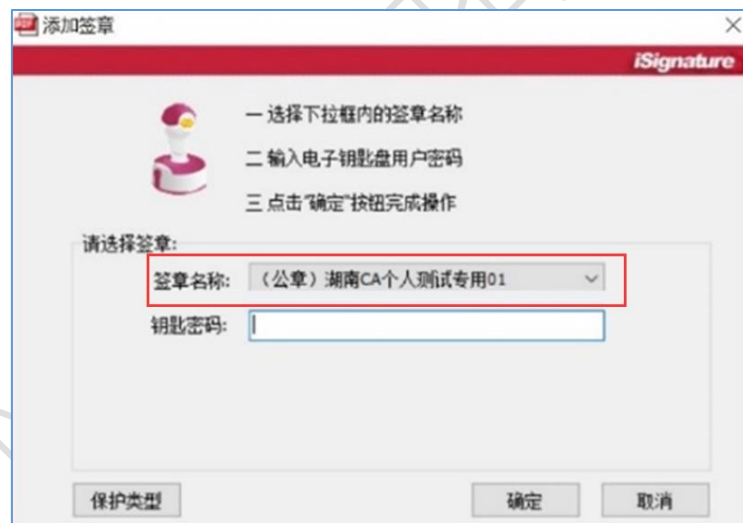 添加签章
iSignature
一 选择下拉框内的签章名称
二 输入电子钥匙盘用户密码
三 点击"确定"按钮完成操作
请选择签章:
签章名称: （公章）湖南CA个人测试专用01
钥匙密码:
保护类型 确定 取消